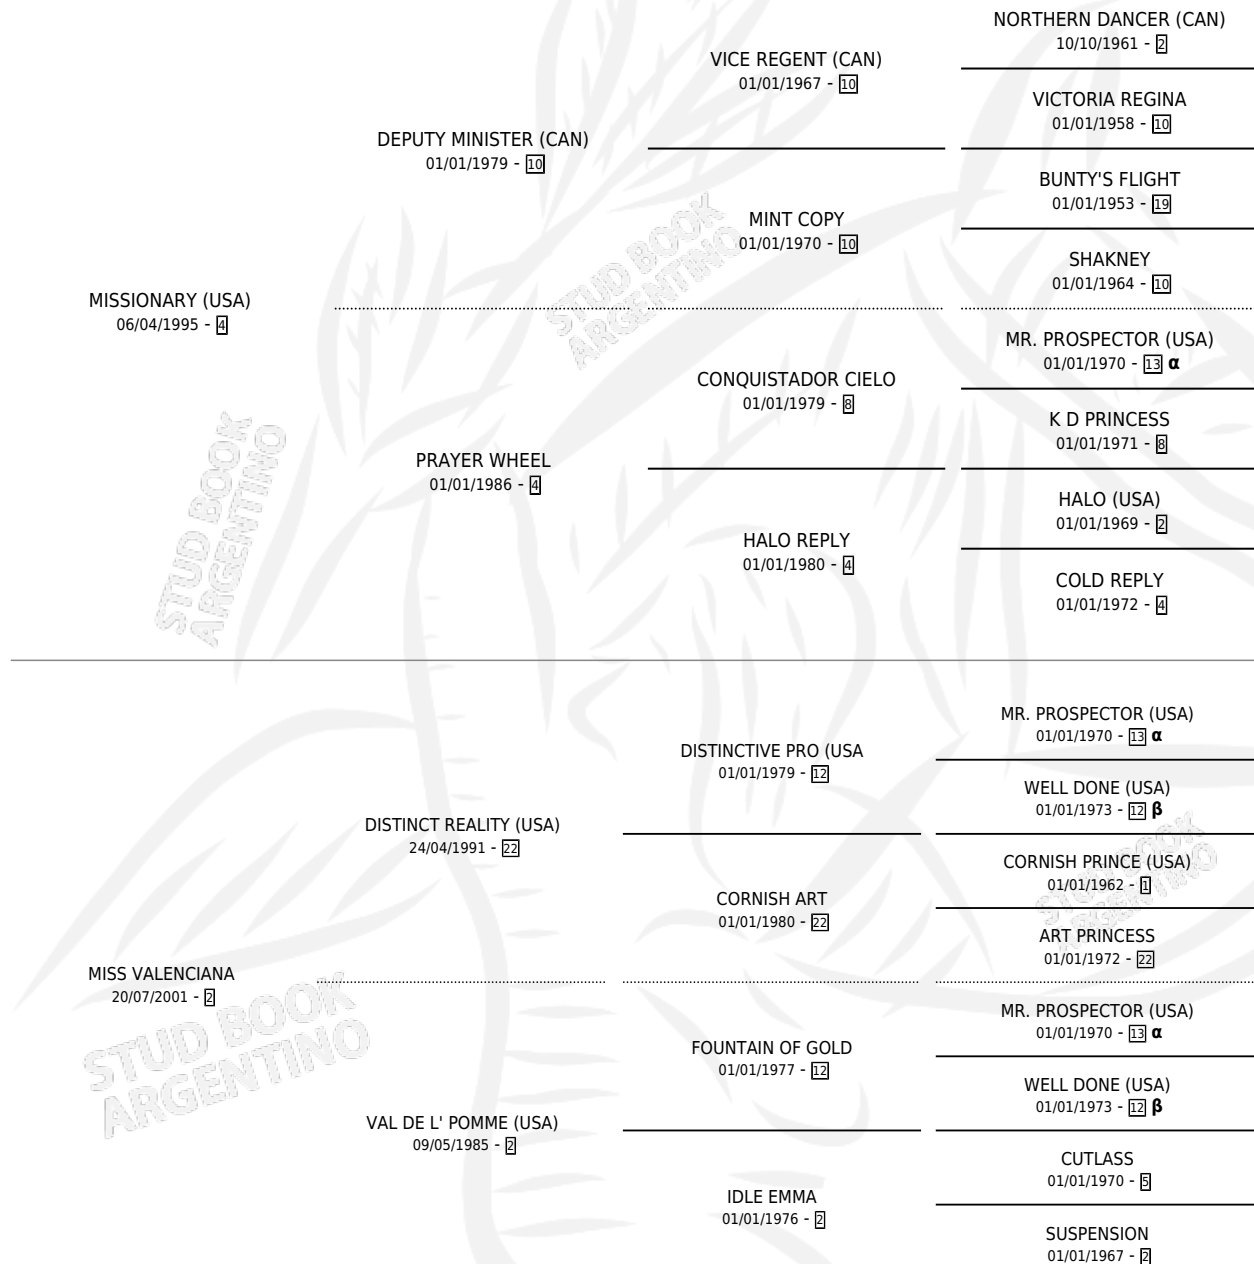 NORTHERN DANCER (CAN)
10/10/1961 - 2
VICE REGENT (CAN)
01/01/1967 - 10
VICTORIA REGINA
01/01/1958 - 10
DEPUTY MINISTER (CAN)
01/01/1979 - 10
BUNTY'S FLIGHT
01/01/1953 - 19
MINT COPY
01/01/1970 - 10
SHAKNEY
01/01/1964 - 10
MISSIONARY (USA)
06/04/1995 - 4
MR. PROSPECTOR (USA)
01/01/1970 - 13 α
CONQUISTADOR CIELO
01/01/1979 - 8
K D PRINCESS
01/01/1971 - 8
PRAYER WHEEL
01/01/1986 - 4
HALO (USA)
01/01/1969 - 2
HALO REPLY
01/01/1980 - 4
COLD REPLY
01/01/1972 - 4
MR. PROSPECTOR (USA)
01/01/1970 - 13 α
DISTINCTIVE PRO (USA
01/01/1979 - 12
WELL DONE (USA)
01/01/1973 - 12 β
DISTINCT REALITY (USA)
24/04/1991 - 22
CORNISH PRINCE (USA)
01/01/1962 - 1
CORNISH ART
01/01/1980 - 22
ART PRINCESS
01/01/1972 - 22
MISS VALENCIANA
20/07/2001 - 2
MR. PROSPECTOR (USA)
01/01/1970 - 13 α
FOUNTAIN OF GOLD
01/01/1977 - 12
WELL DONE (USA)
01/01/1973 - 12 β
VAL DE L' POMME (USA)
09/05/1985 - 2
CUTLASS
01/01/1970 - 5
IDLE EMMA
01/01/1976 - 2
SUSPENSION
01/01/1967 - 2
STUD BOOK
ARGENTINO
STUD BOOK
ARGENTINO
STUD BOOK
ARGENTINO
STUD BOOK
ARGENTINO